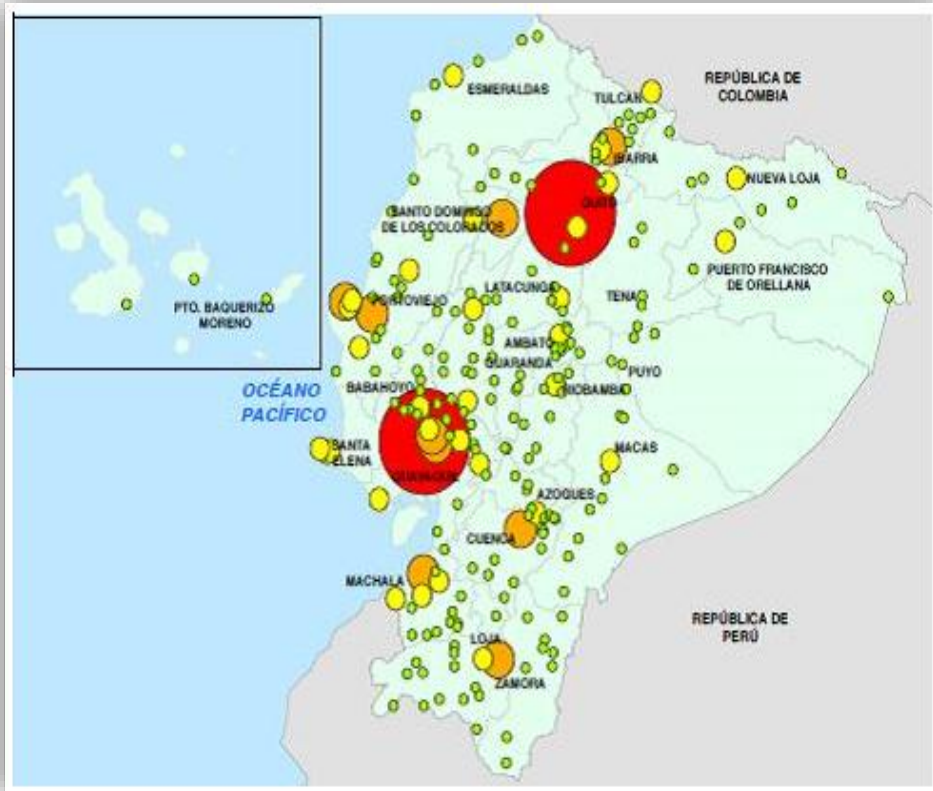 REPÚBLICA DE
COLOMBIA
ESMERALDAS
TULCAN
IBARRA
NUEVA LOJA
QUITO
SANTO DOMINGO
DE LOS COLORADOS
PUERTO FRANCISCO
DE ORELLANA
LATACUNGA
TENA
PORTOVIEJO
PTO. BAQUERIZO
MORENO
AMBATO
GUARANDA
PUYO
BABAHOYO
RIOBAMBA
OCÉANO
PACÍFICO
SANTA
ELENA
MACAS
GUAYAQUIL
AZOGUES
CUENCA
MACHALA
REPÚBLICA DE
PERÚ
LOJA
ZAMORA